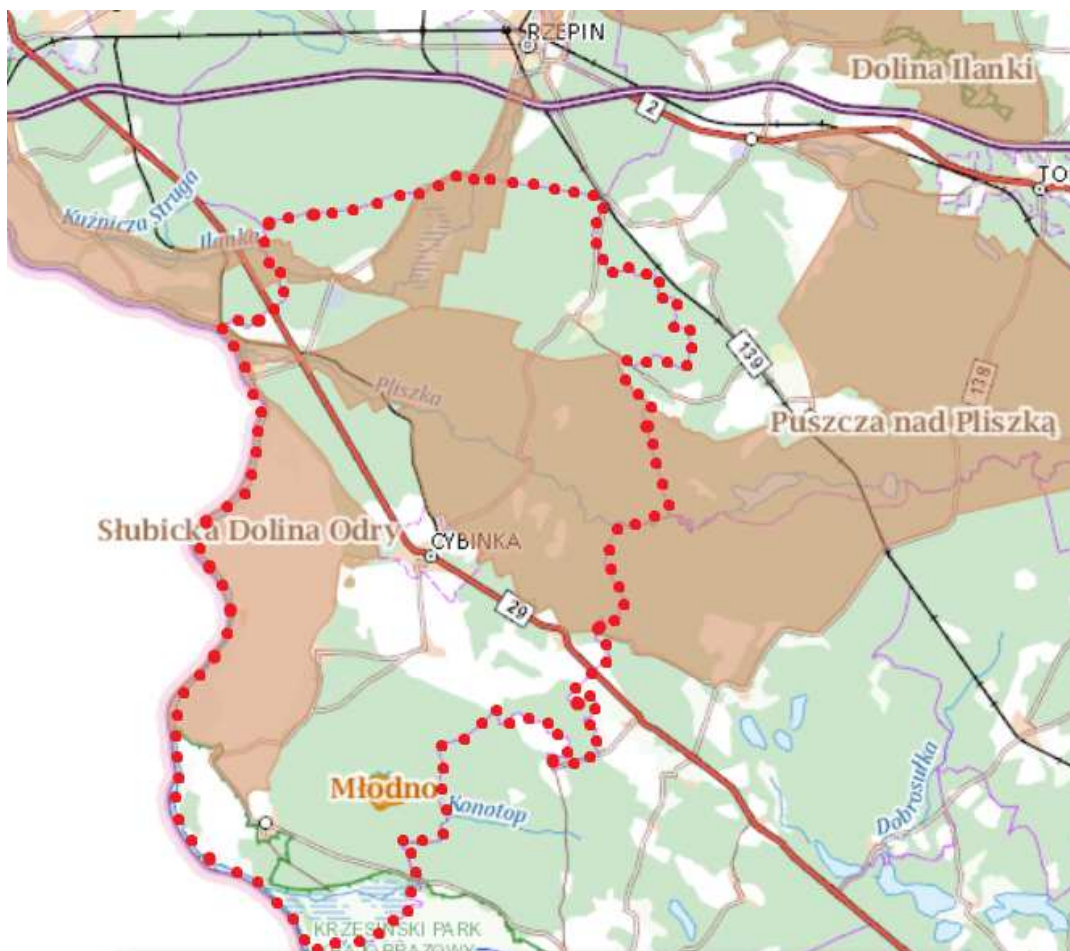 RZEPIN
Dolina Ilanki
2
TO
Kuźnicza Struga
Ilanka
139
138
Pliszka
Puszcza nad Pliszką
Słubicka Dolina Odry
CYBINKA
29
Młodno
Konotop
Dobrosułka
KRZESIŃSKI PARK